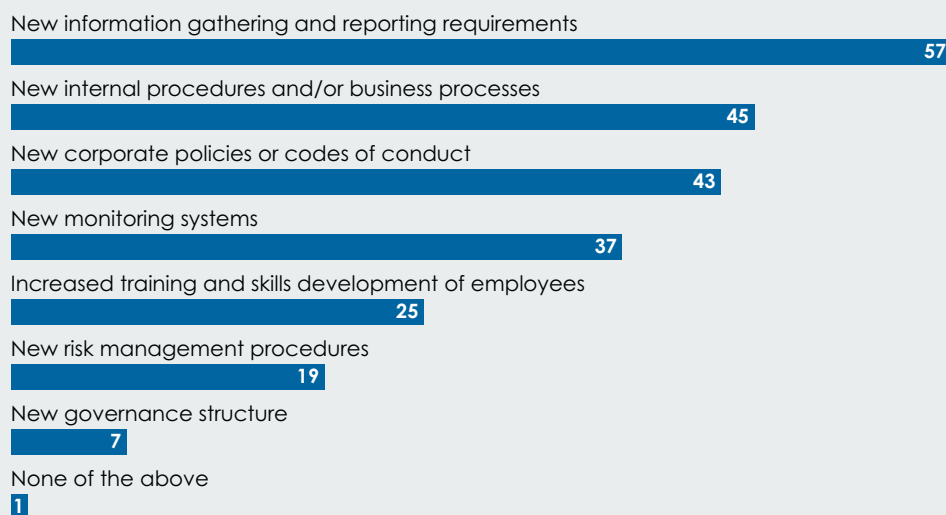 New information gathering and reporting requirements
57
New internal procedures and/or business processes
45
New corporate policies or codes of conduct
43
New monitoring systems
37
Increased training and skills development of employees
25
New risk management procedures
19
New governance structure
7
None of the above
1